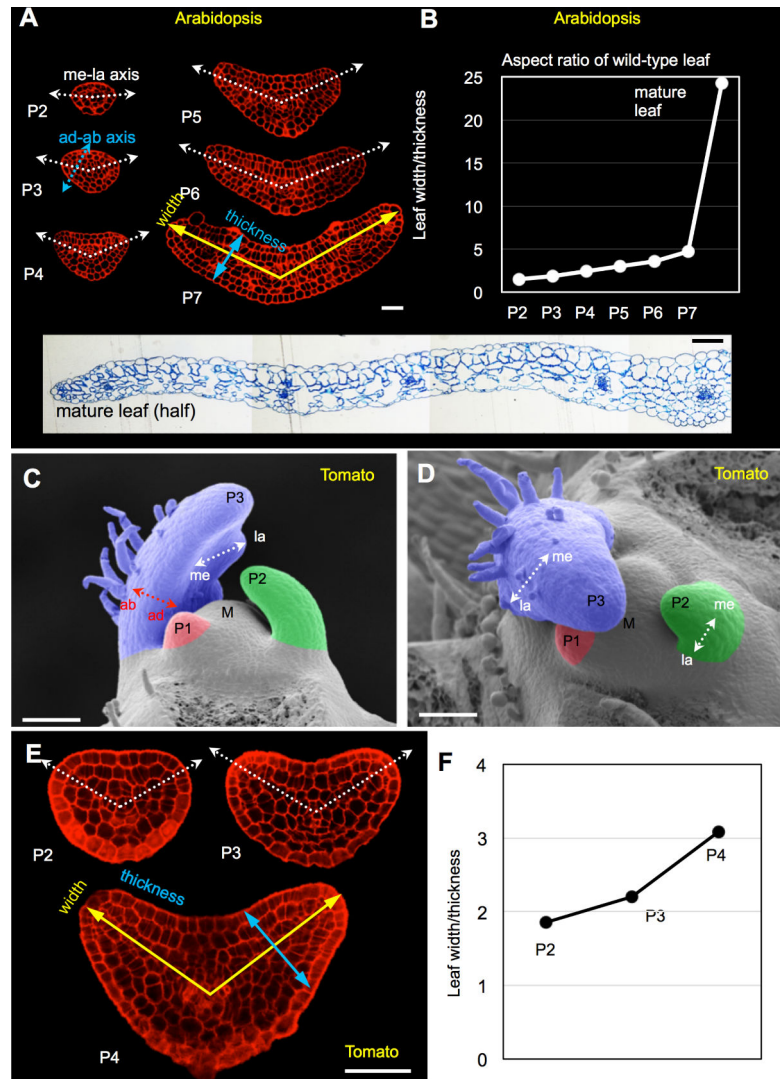 A
Arabidopsis
me-la axis
P2
ad-ab axis
P3
P4
P5
P6
width
thickness
P7
mature leaf (half)
B
Arabidopsis
Aspect ratio of wild-type leaf
mature
leaf
Leaf width/thickness
25
20
15
10
5
0
P2 P3 P4 P5 P6 P7
C
Tomato
P3
la
me
P2
ab
ad
M
P1
D
Tomato
me
la
P3
P2
me
M
P1
la
E
P2
P3
width
thickness
P4
Tomato
F
Leaf width/thickness
4
3
2
1
0
P2
P3
P4